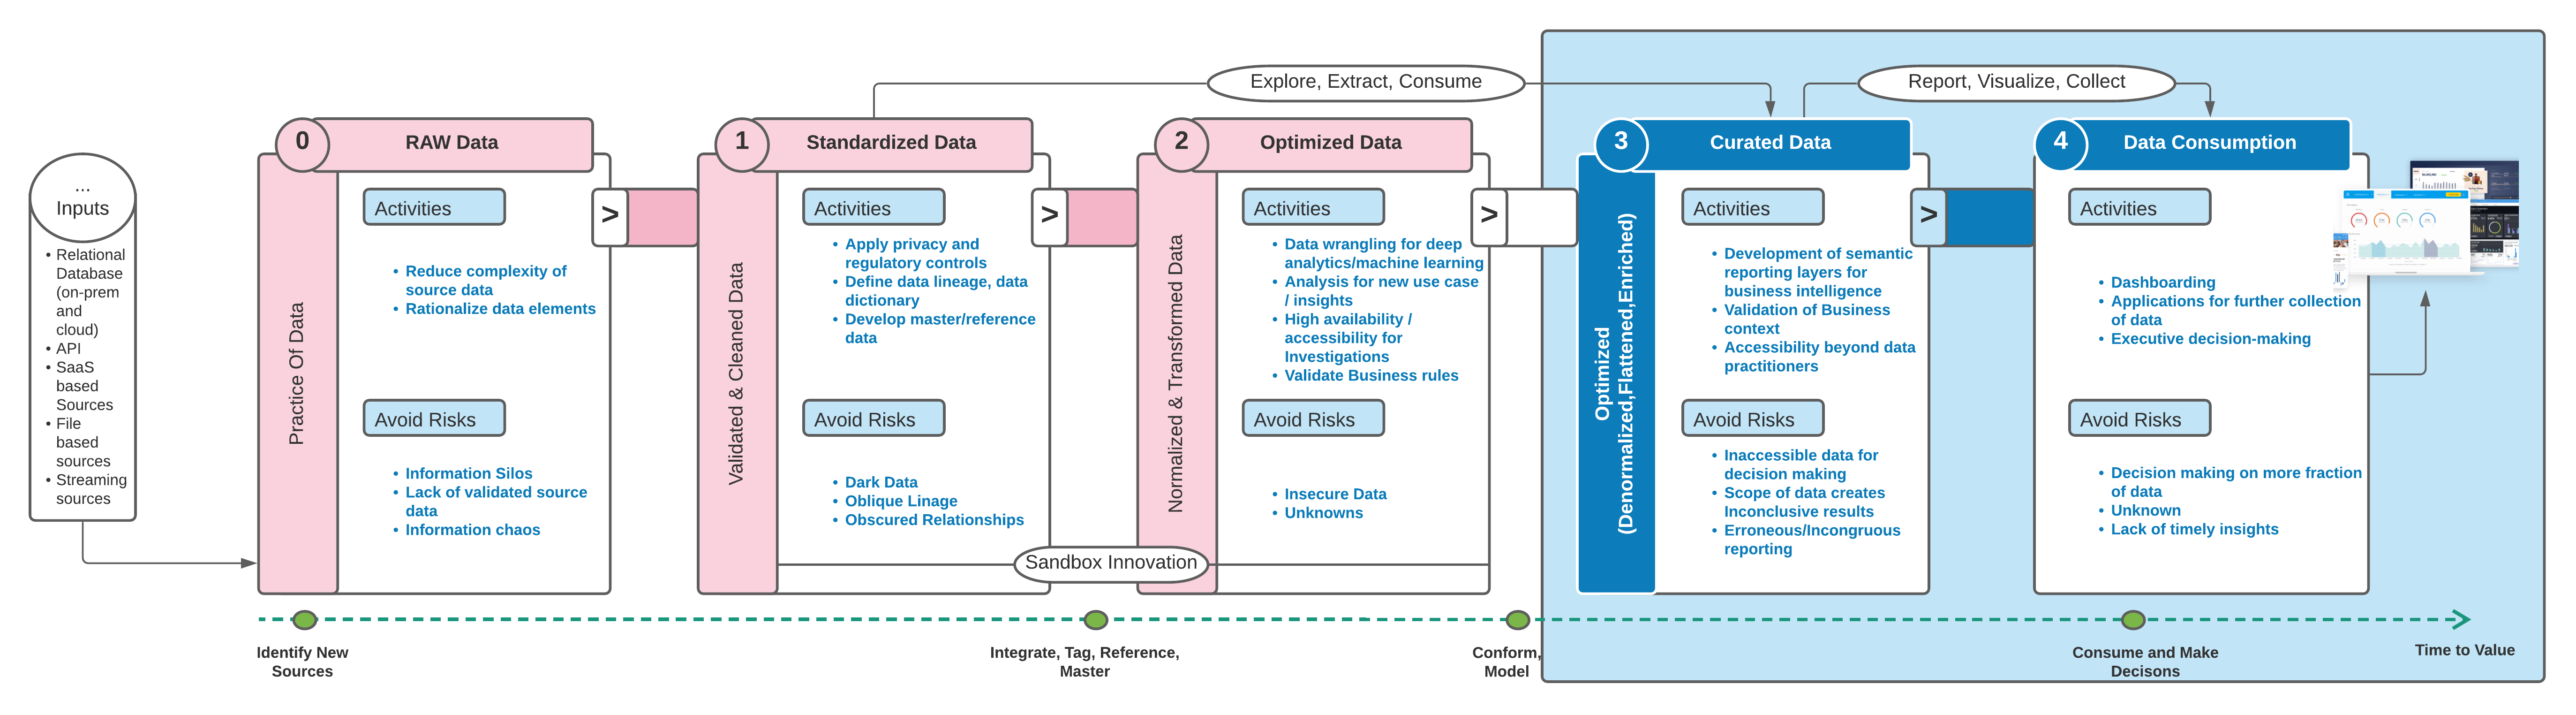 Explore, Extract, Consume
Report, Visualize, Collect
...
Inputs
• Relational
Database
(on-prem
and
cloud)
• API
• SaaS
based
Sources
• File
based
sources
• Streaming
sources
0
RAW Data
Practice Of Data
Activities
• Reduce complexity of
source data
• Rationalize data elements
Avoid Risks
• Information Silos
• Lack of validated source
data
• Information chaos
>
1
Standardized Data
Validated & Cleaned Data
Activities
• Apply privacy and
regulatory controls
• Define data lineage, data
dictionary
• Develop master/reference
data
Avoid Risks
• Dark Data
• Oblique Linage
• Obscured Relationships
>
Sandbox Innovation
2
Optimized Data
Normalized & Transformed Data
Activities
• Data wrangling for deep
analytics/machine learning
• Analysis for new use case
/ insights
• High availability /
accessibility for
Investigations
• Validate Business rules
Avoid Risks
• Insecure Data
• Unknowns
>
3
Curated Data
Optimized
(Denormalized,Flattened,Enriched)
Activities
• Development of semantic
reporting layers for
business intelligence
• Validation of Business
context
• Accessibility beyond data
practitioners
Avoid Risks
• Inaccessible data for
decision making
• Scope of data creates
Inconclusive results
• Erroneous/Incongruous
reporting
>
4
Data Consumption
Activities
• Dashboarding
• Applications for further collection
of data
• Executive decision-making
Avoid Risks
• Decision making on more fraction
of data
• Unknown
• Lack of timely insights
Identify New
Sources
Integrate, Tag, Reference,
Master
Conform,
Model
Consume and Make
Decisons
Time to Value